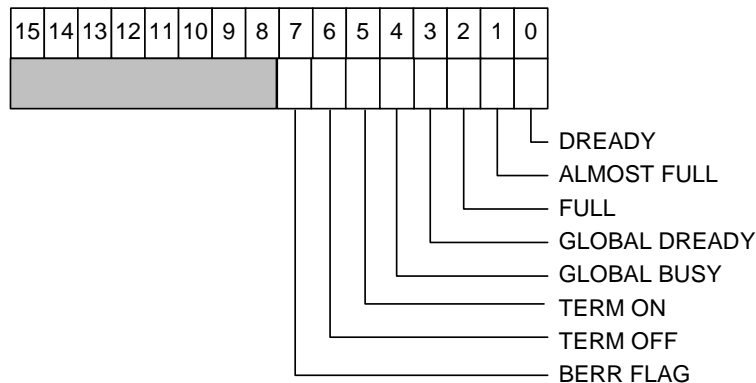 15 14 13 12 11 10 9 8 7 6 5 4 3 2 1 0
DREADY
ALMOST FULL
FULL
GLOBAL DREADY
GLOBAL BUSY
TERM ON
TERM OFF
BERR FLAG